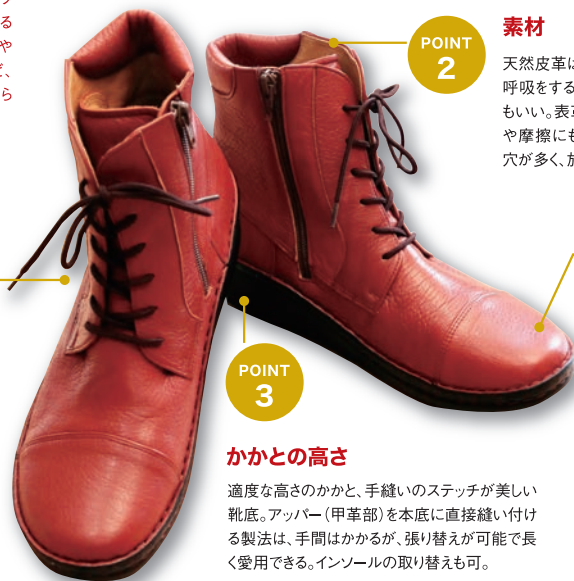 る
や
ら
POINT
2
素材
天然皮革は
呼吸をする
もいい。表革
や摩擦にも
穴が多く、放
POINT
3
かかとの高さ
適度な高さのかかと、手縫いのステッチが美しい
靴底。アッパー（甲革部）を本底に直接縫い付け
る製法は、手間はかかるが、張り替えが可能で長
く愛用できる。インソールの取り替えも可。